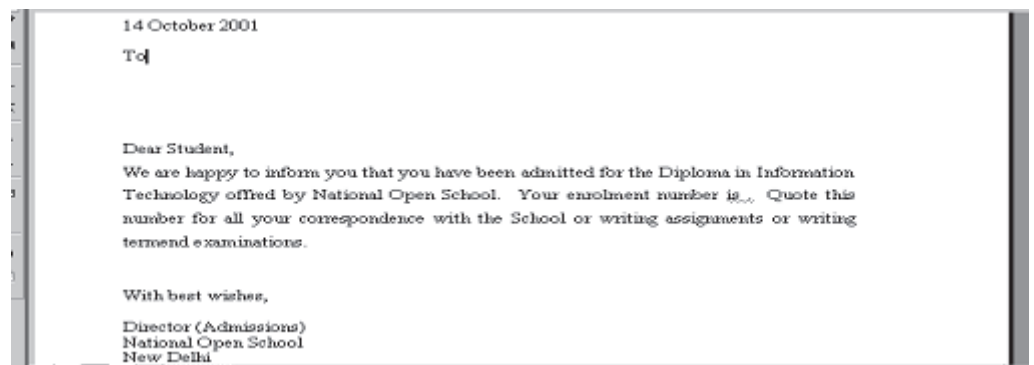 14 October 2001
To
Dear Student,
We are happy to inform you that you have been admitted for the Diploma in Information
Technology offred by National Open School. Your enrolment number is . Quote this
number for all your correspondence with the School or writing assignments or writing
termend examinations.
With best wishes,
Director (Admissions)
National Open School
New Delhi